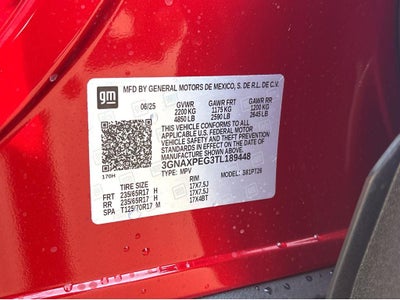 gm
MFD BY GENERAL MOTORS DE MEXICO, S. DE R.L. DE C.V.
06/25 GVWR GAWR FRT GAWR RR
2200 KG 1175 KG 1200 KG
4850 LB 2590 LB 2645 LB
THIS VEHICLE CONFORMS TO ALL
APPLICABLE U.S. FEDERAL MOTOR
VEHICLE SAFETY AND THEFT PREVENTION
STANDARDS IN EFFECT ON THE DATE OF
MANUFACTURE SHOWN ABOVE.
3GNAXPEG3TL189448
170H TYPE: MPV MODEL: 361PT26
TIRE SIZE RIM
FRT 235/65R17 H 17X7.5J
RR 235/65R17 H 17X7.5J
SPA T125/70R17 M 17X4BT